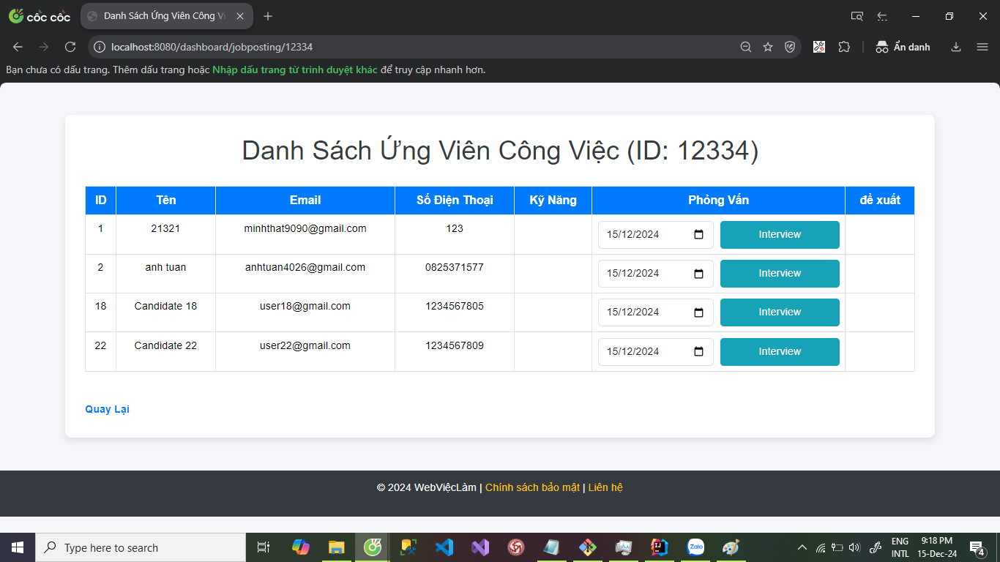 cốc cốc
Danh Sách Ứng Viên Công Vi
localhost:8080/dashboard/jobposting/12334
Ẩn danh
Bạn chưa có dấu trang. Thêm dấu trang hoặc Nhập dấu trang từ trình duyệt khác để truy cập nhanh hơn.
Danh Sách Ứng Viên Công Việc (ID: 12334)
ID Tên Email Số Điện Thoại Kỹ Năng Phỏng Vấn đề xuất
1 21321 minhthat9090@gmail.com 123 15/12/2024 Interview
2 anh tuan anhtuan4026@gmail.com 0825371577 15/12/2024 Interview
18 Candidate 18 user18@gmail.com 1234567805 15/12/2024 Interview
22 Candidate 22 user22@gmail.com 1234567809 15/12/2024 Interview
Quay Lại
© 2024 WebViệcLàm | Chính sách bảo mật | Liên hệ
Type here to search
Zalo
ENG
INTL
9:18 PM
15-Dec-24
4